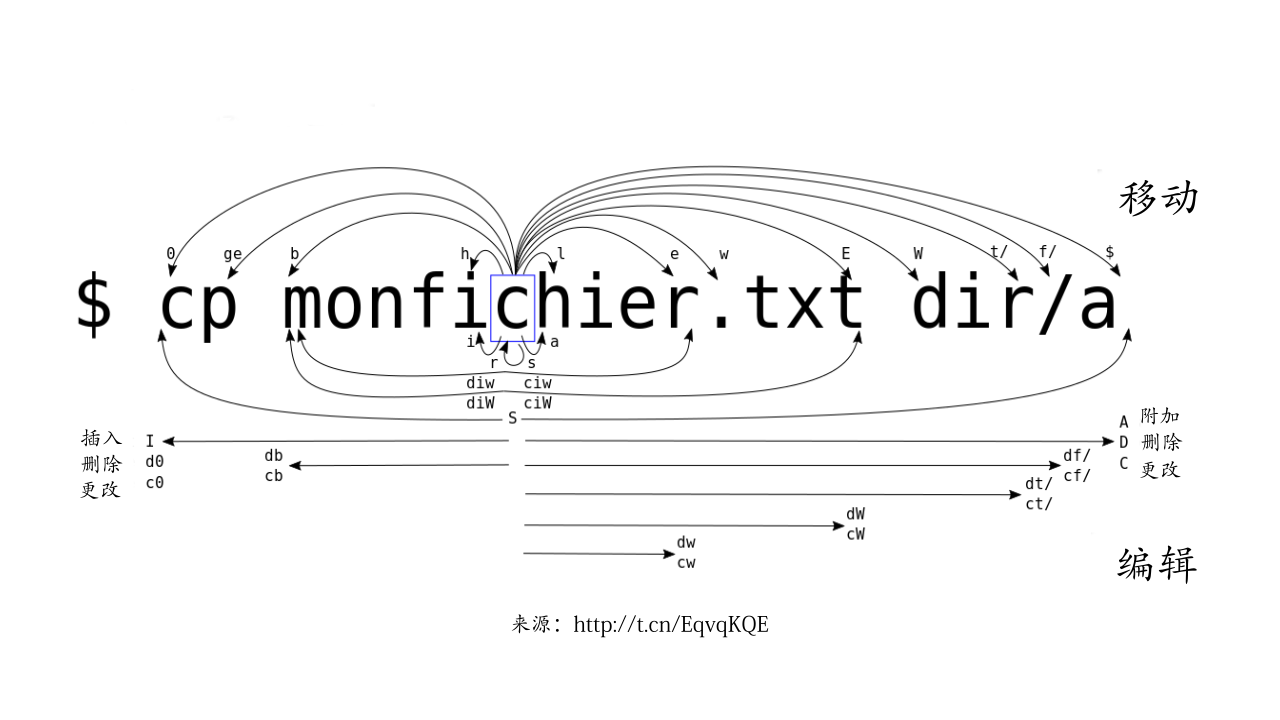 移动
0 ge b h l e w E W t/ f/ $
$ cp monfichier.txt dir/a
i a
r s
diw ciw
diW ciW
S
插入 I A 附加
删除 d0 D 删除
更改 c0 C 更改
db df/
cb cf/
dt/
ct/
dW
cW
dw
cw
编辑
来源：http://t.cn/EqvqKQE